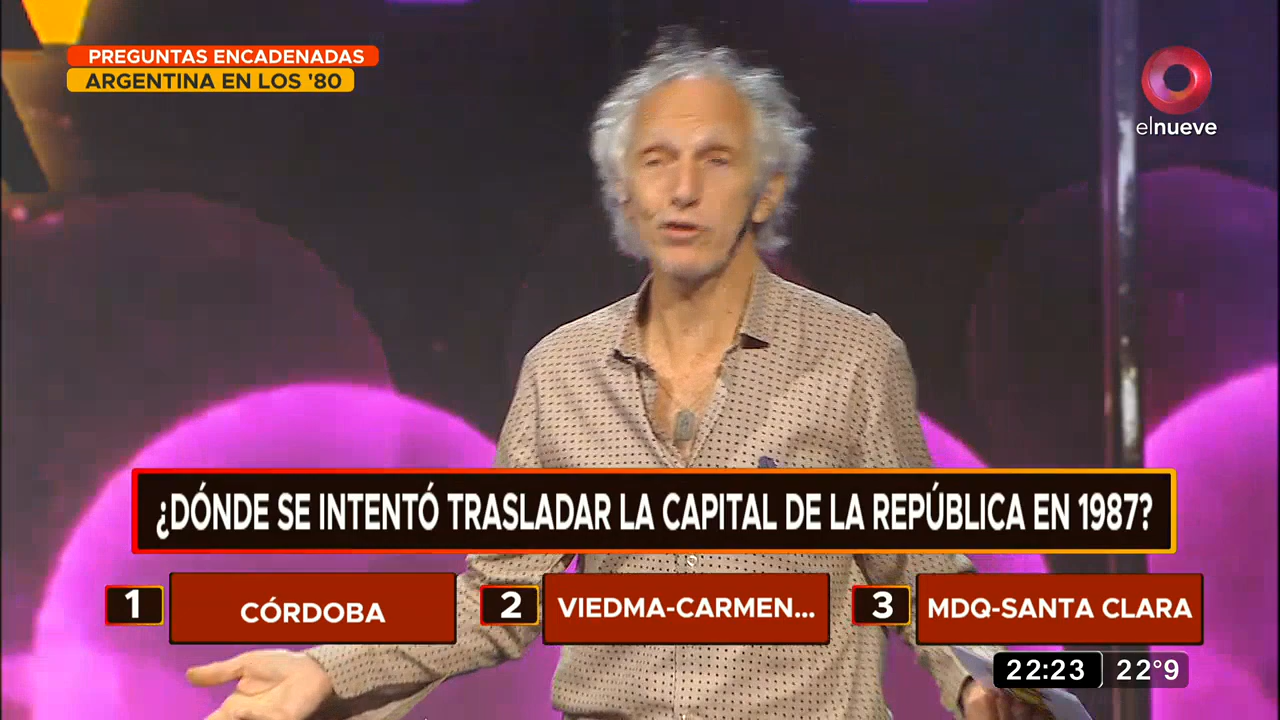 PREGUNTAS ENCADENADAS
ARGENTINA EN LOS '80
elnueve
¿DÓNDE SE INTENTÓ TRASLADAR LA CAPITAL DE LA REPÚBLICA EN 1987?
1 CÓRDOBA
2 VIEDMA-CARMEN...
3 MDQ-SANTA CLARA
22:23 22°9